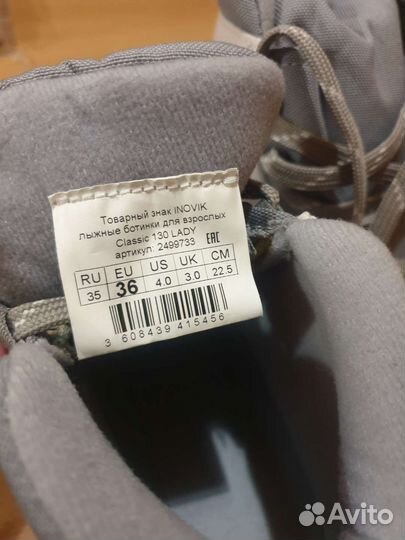 Товарный знак INOVIK
лыжные ботинки для взрослых
Classic 130 LADY
артикул: 2499733 EAC
RU EU US UK CM
35 36 4.0 3.0 22.5
3 608439 415456
Avito